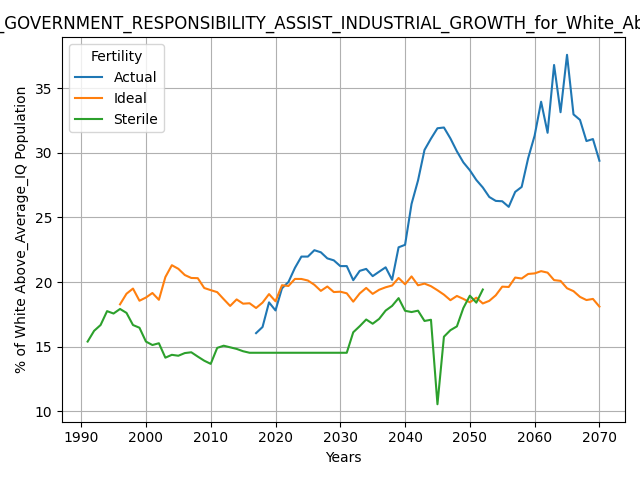 _GOVERNMENT_RESPONSIBILITY_ASSIST_INDUSTRIAL_GROWTH_for_White_Ab
Fertility
Actual
Ideal
Sterile
% of White Above_Average_IQ Population
35
30
25
20
15
10
1990 2000 2010 2020 2030 2040 2050 2060 2070
Years